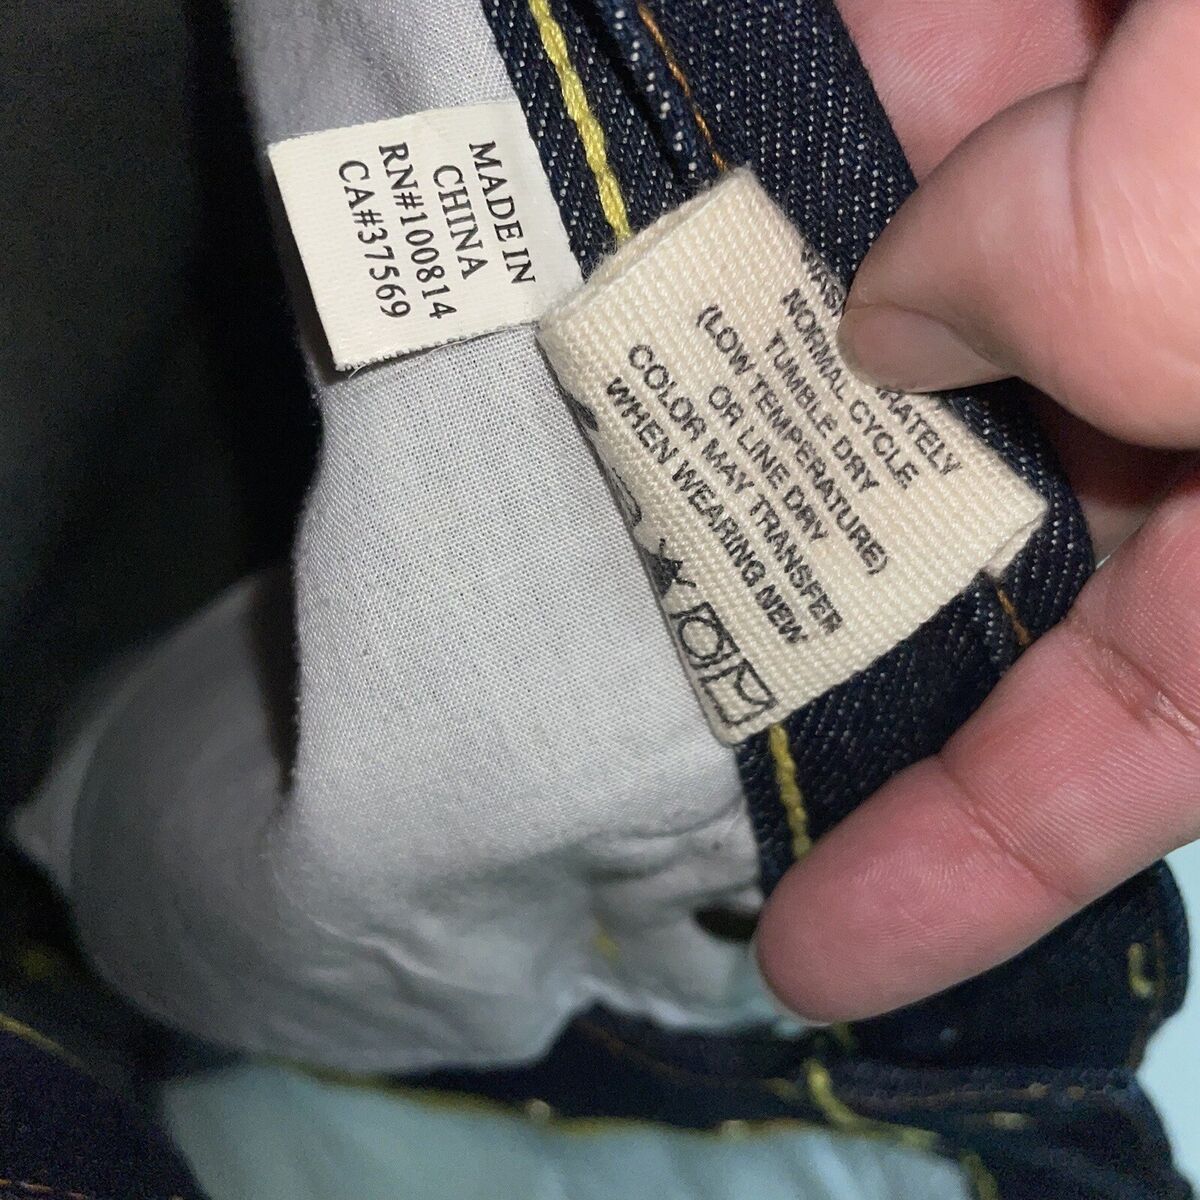 MADE IN
CHINA
RN#100814
CA#37569
NORMAL CYCLE
TUMBLE DRY
(LOW TEMPERATURE)
OR LINE DRY
COLOR MAY TRANSFER
WHEN WEARING NEW